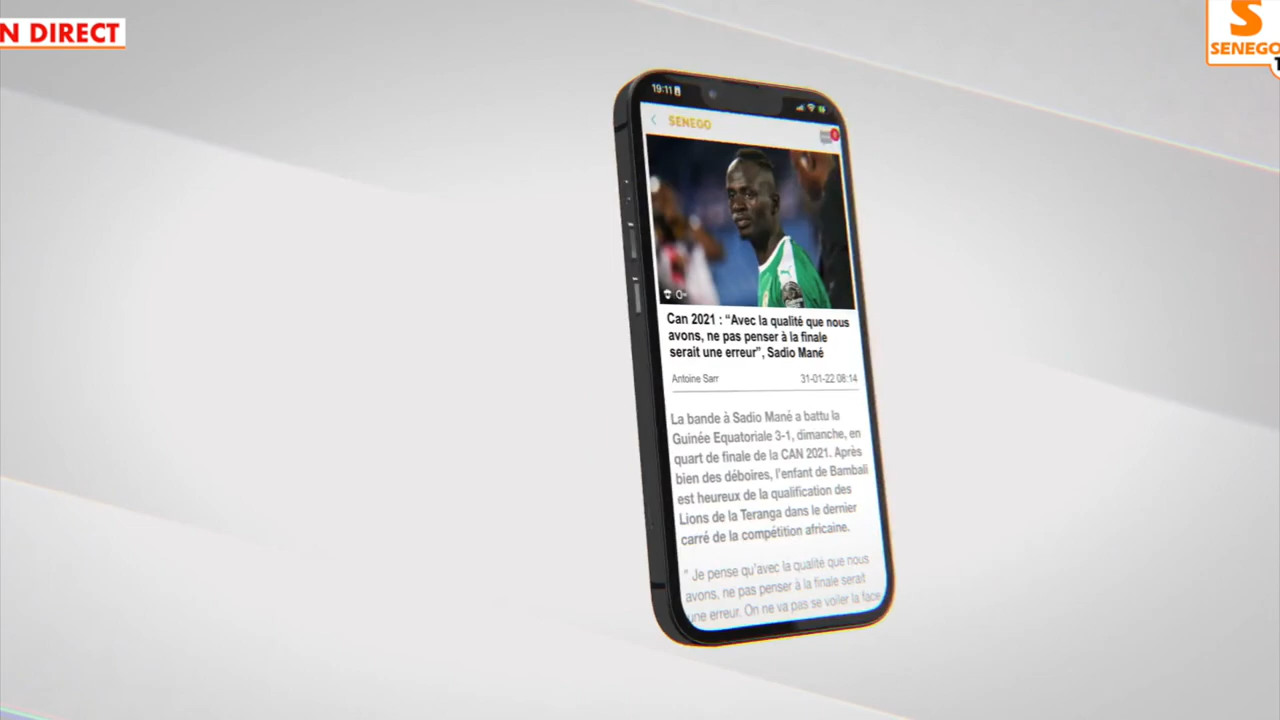 N DIRECT
S
SENEGO
19:11
SENEGO
Can 2021 : “Avec la qualité que nous
avons, ne pas penser à la finale
serait une erreur”, Sadio Mané
Antoine Sarr
31-01-22 08:14
La bande à Sadio Mané a battu la
Guinée Equatoriale 3-1, dimanche, en
quart de finale de la CAN 2021. Après
bien des déboires, l'enfant de Bambali
est heureux de la qualification des
Lions de la Teranga dans le dernier
carré de la compétition africaine.
“ Je pense qu'avec la qualité que nous
avons, ne pas penser à la finale serait
une erreur. On ne va pas se voiler la face